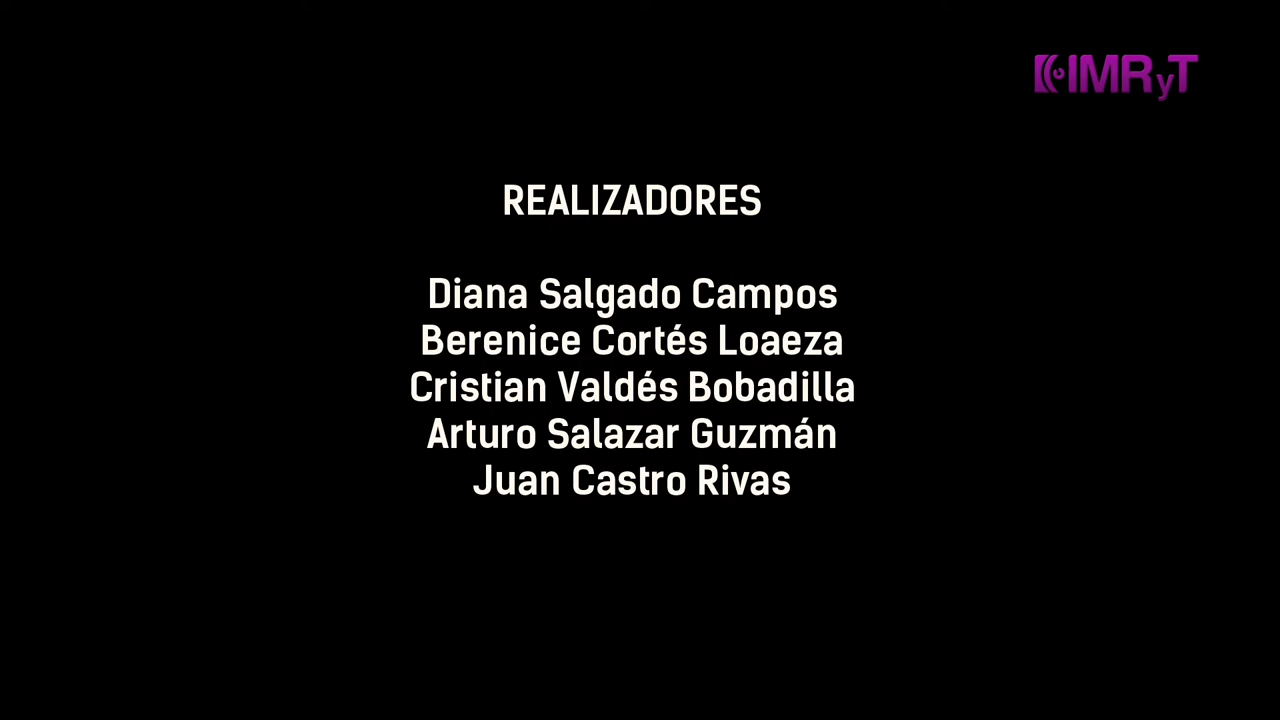 IMRyT
REALIZADORES
Diana Salgado Campos
Berenice Cortés Loaeza
Cristian Valdés Bobadilla
Arturo Salazar Guzmán
Juan Castro Rivas